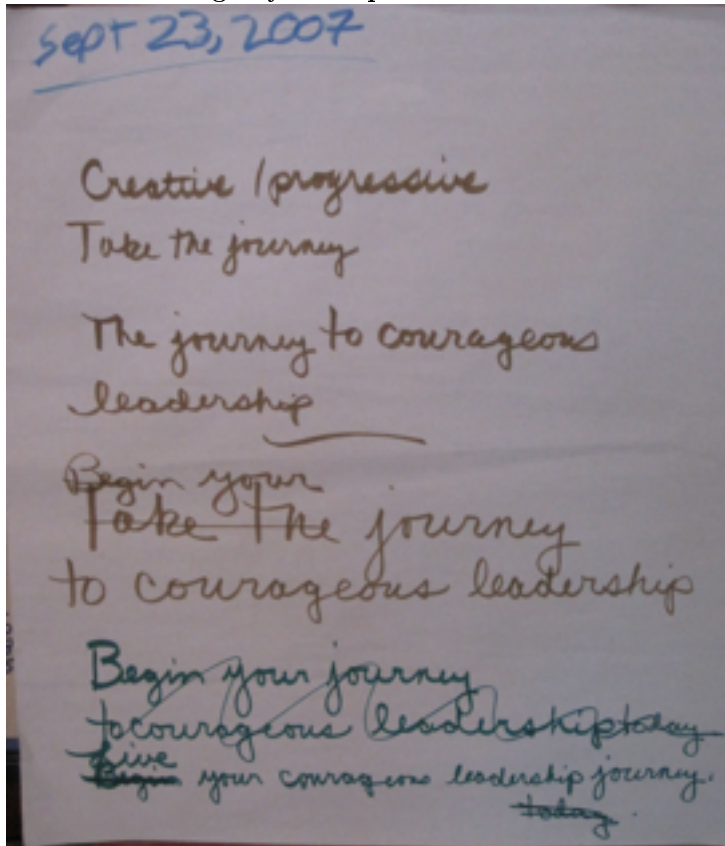 Sept 23, 2007
Creative / progressive
Take the journey
The journey to courageous
leadership
Begin your
Take the journey
to courageous leadership
Begin your journey
to courageous leadership today
Live
Begin your courageous leadership journey.
today.